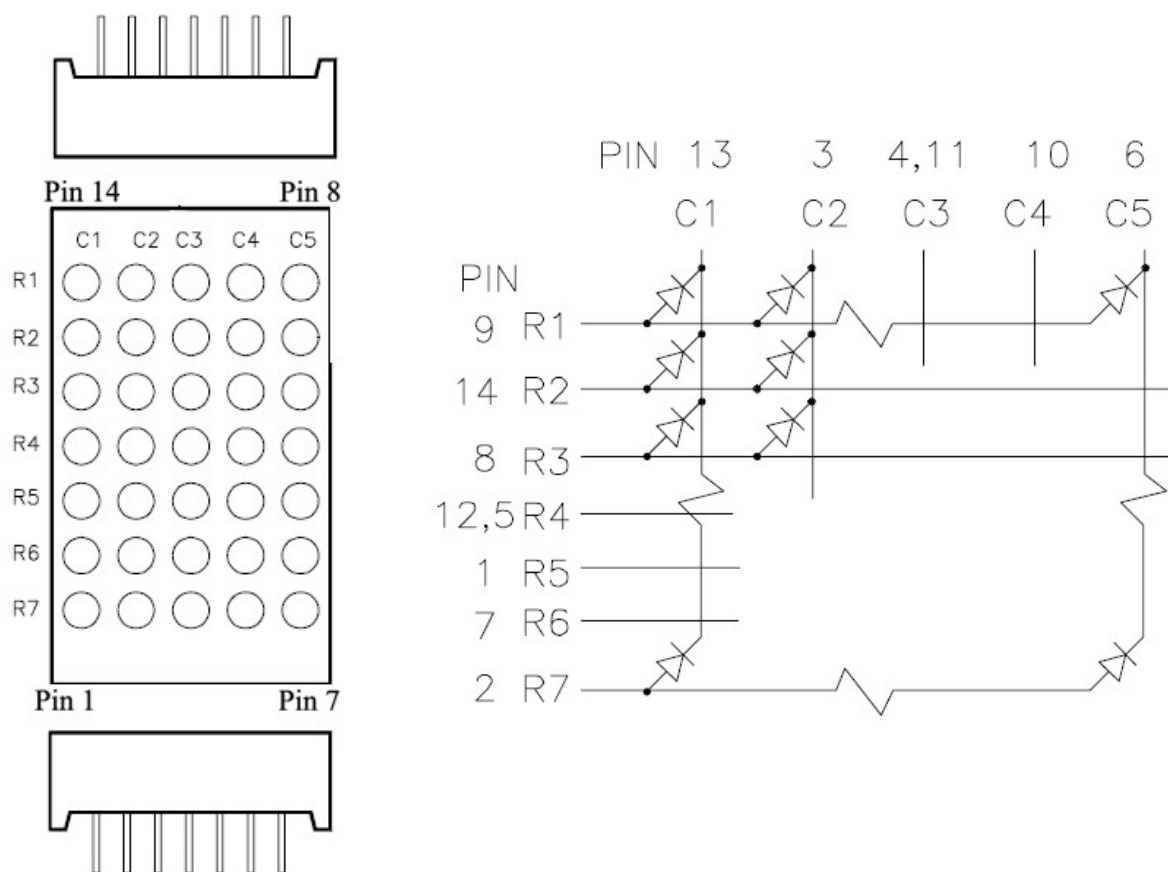 Pin 14 Pin 8
C1 C2 C3 C4 C5
R1
R2
R3
R4
R5
R6
R7
Pin 1 Pin 7
PIN 13 3 4,11 10 6
C1 C2 C3 C4 C5
PIN
9 R1
14 R2
8 R3
12,5 R4
1 R5
7 R6
2 R7